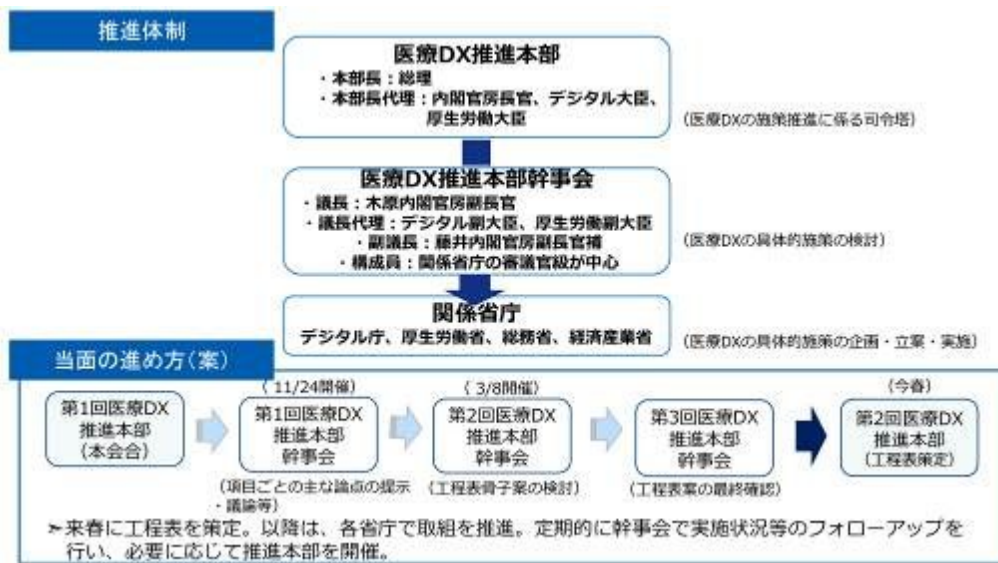 推進体制
医療DX推進本部
・本部長：総理
・本部長代理：内閣官房長官、デジタル大臣、
厚生労働大臣
（医療DXの施策推進に係る司令塔）
医療DX推進本部幹事会
・議長：木原内閣官房副長官
・議長代理：デジタル副大臣、厚生労働副大臣
・副議長：藤井内閣官房副長官補
・構成員：関係省庁の審議官級が中心
（医療DXの具体的施策の検討）
関係省庁
デジタル庁、厚生労働省、総務省、経済産業省
（医療DXの具体的施策の企画・立案・実施）
当面の進め方（案）
第1回医療DX
推進本部
（本会合）
（11/24開催）
第1回医療DX
推進本部
幹事会
（項目ごとの主な論点の提示
・議論等）
（3/8開催）
第2回医療DX
推進本部
幹事会
（工程表骨子案の検討）
第3回医療DX
推進本部
幹事会
（工程表案の最終確認）
（今春）
第2回医療DX
推進本部
（工程表策定）
➢来春に工程表を策定。以降は、各省庁で取組を推進。定期的に幹事会で実施状況等のフォローアップを
行い、必要に応じて推進本部を開催。